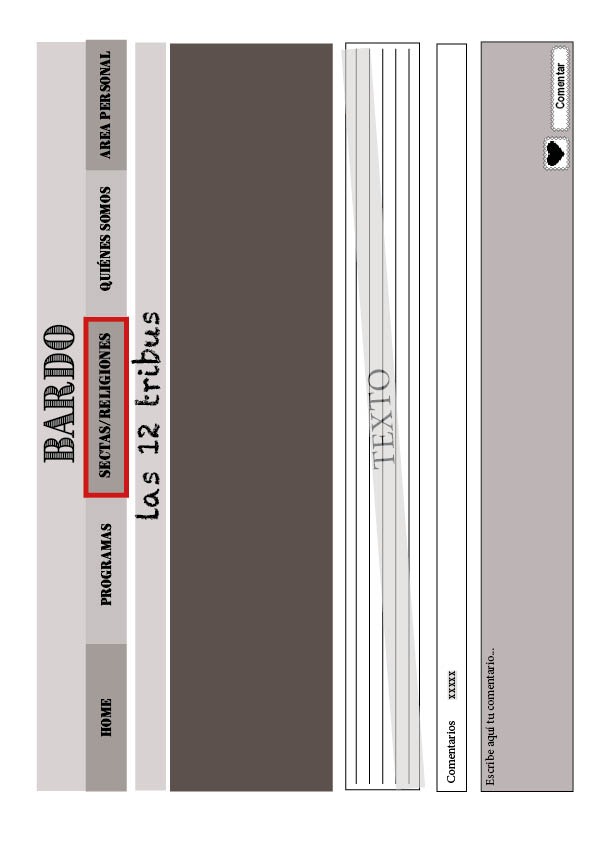 BARDO
HOME PROGRAMAS SECTAS/RELIGIONES QUIÉNES SOMOS AREA PERSONAL
las 12 tribus
TEXTO
Comentarios xxxxx
Escribe aquí tu comentario...
Comentar